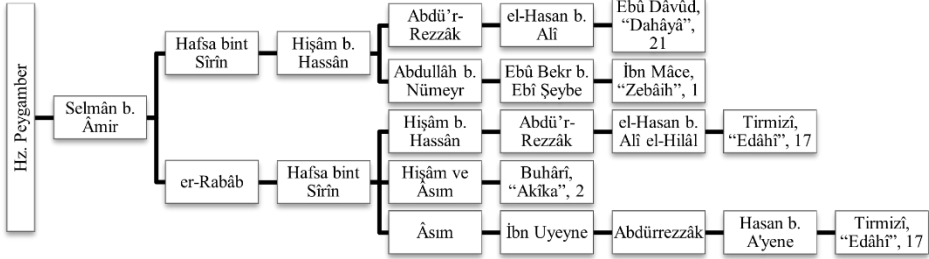 Hz. Peygamber
Selmân b.
Âmir
Hafsa bint
Sîrîn
Hişâm b.
Hassân
Abdü’r-
Rezzâk
el-Hasan b.
Alî
Ebû Dâvûd,
“Dahâyâ”,
21
Abdullâh b.
Nümeyr
Ebû Bekr b.
Ebî Şeybe
İbn Mâce,
“Zebâih”, 1
er-Rabâb
Hafsa bint
Sîrîn
Hişâm b.
Hassân
Abdü’r-
Rezzâk
el-Hasan b.
Alî el-Hilâl
Tirmizî,
“Edâhî”, 17
Hişâm ve
Âsım
Buhârî,
“Akîka”, 2
Âsım
İbn Uyeyne
Abdürrezzâk
Hasan b.
A'yene
Tirmizî,
“Edâhî”, 17